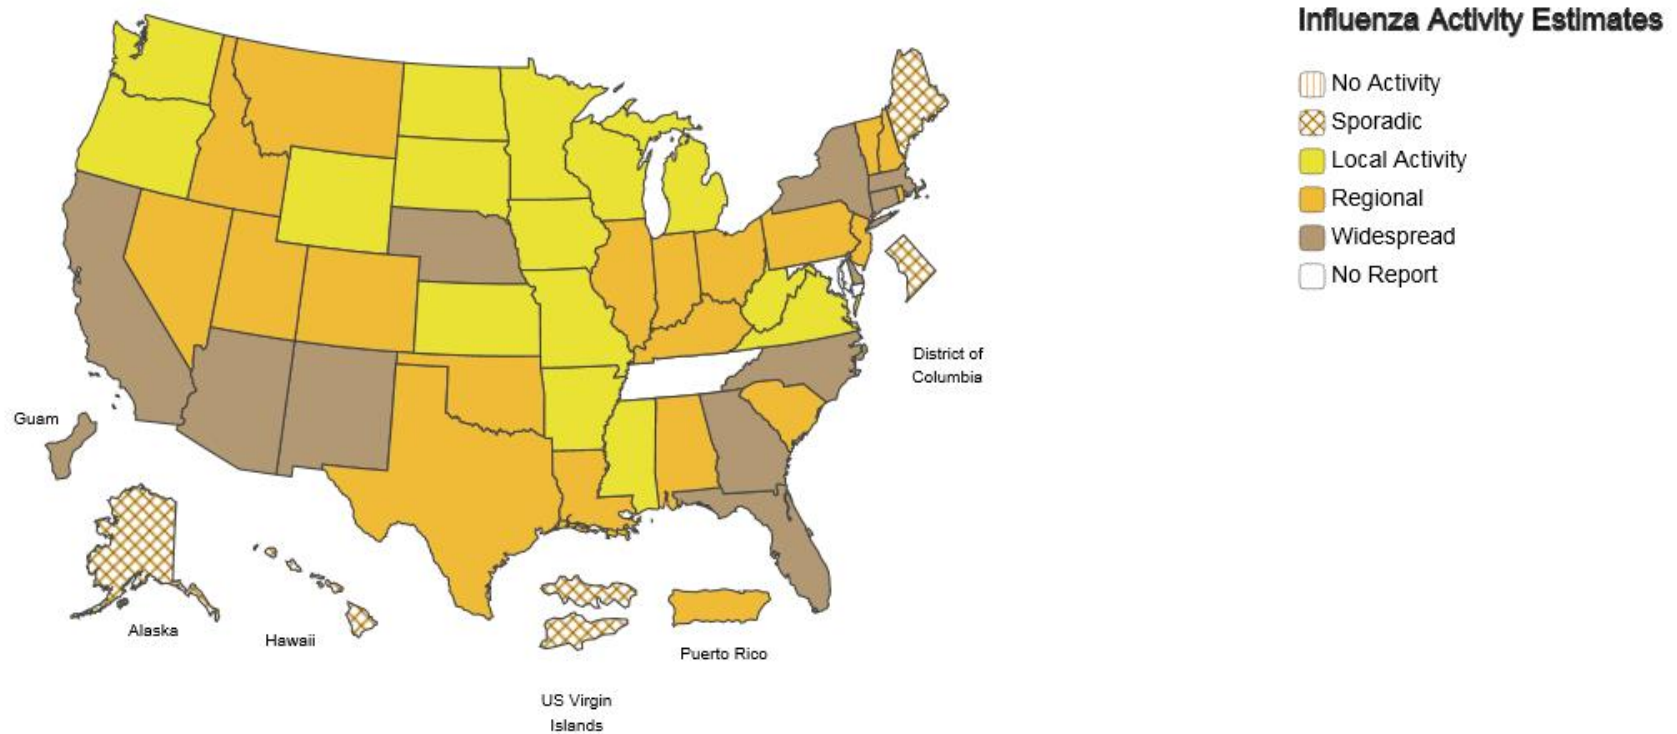 Influenza Activity Estimates
No Activity
Sporadic
Local Activity
Regional
Widespread
No Report
District of
Columbia
Guam
Alaska
Hawaii
US Virgin
Islands
Puerto Rico